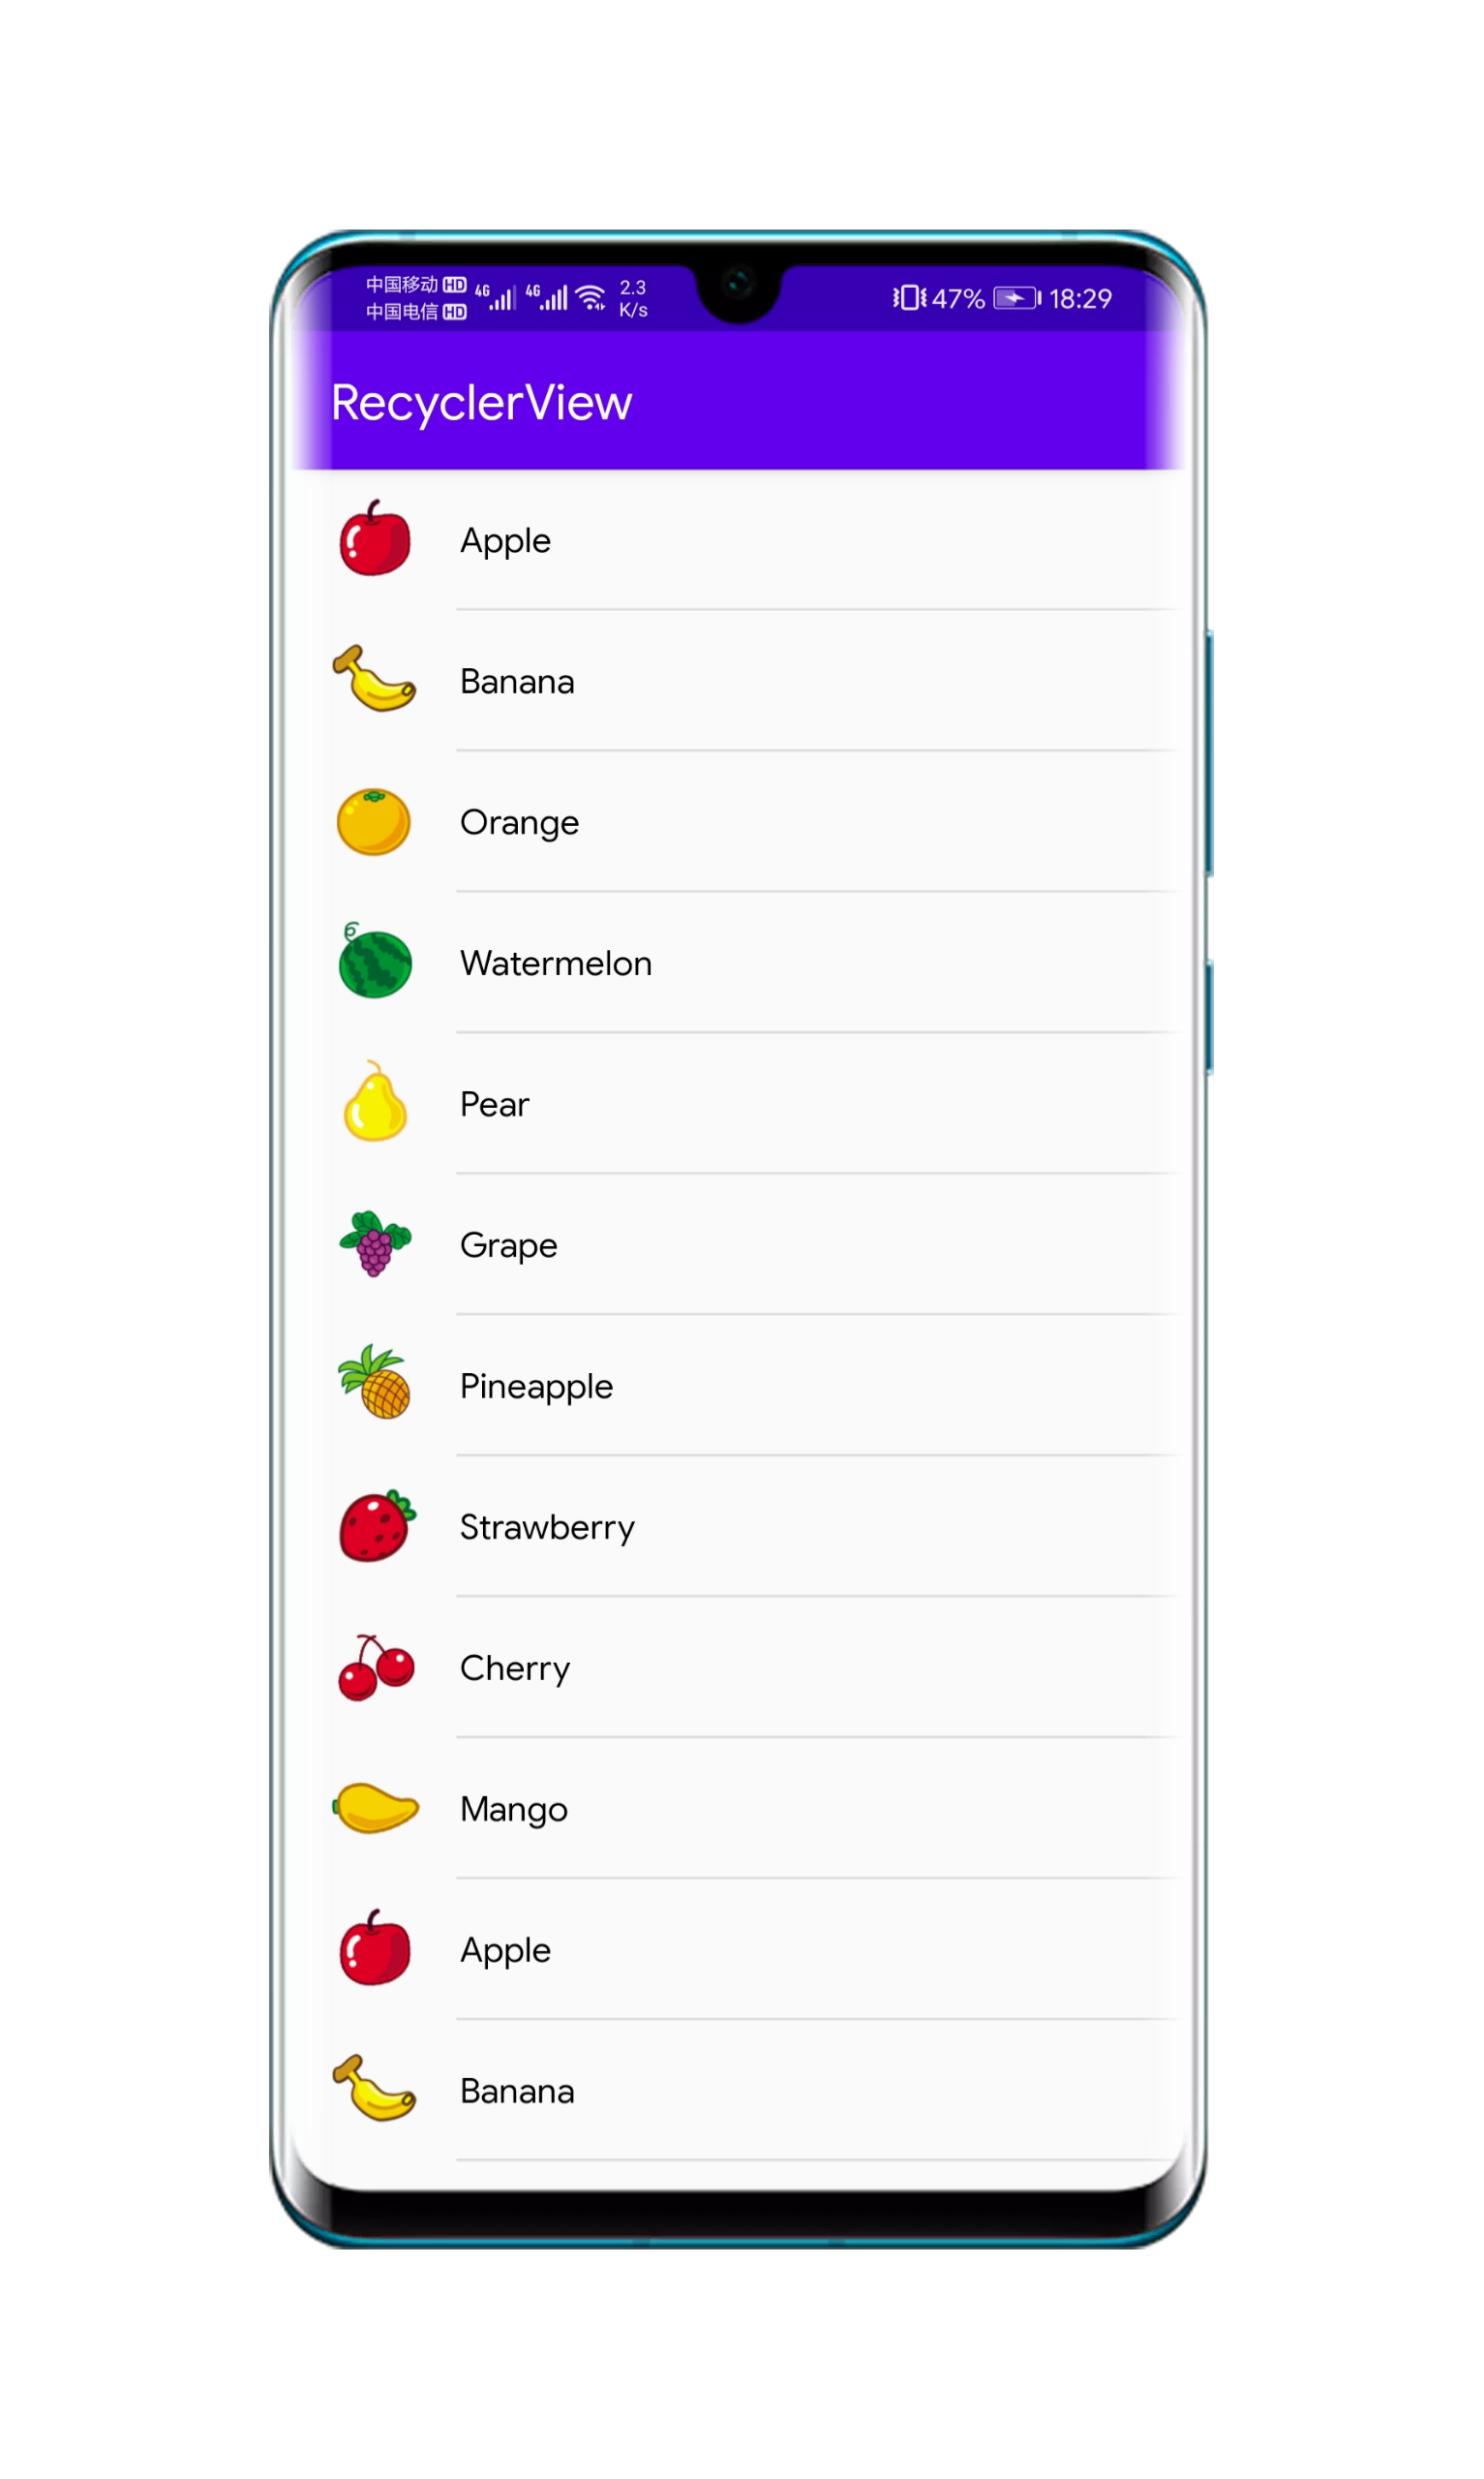 中国移动 HD 4G 4G 2.3
中国电信 HD K/s 47% 18:29
RecyclerView
Apple
Banana
Orange
Watermelon
Pear
Grape
Pineapple
Strawberry
Cherry
Mango
Apple
Banana